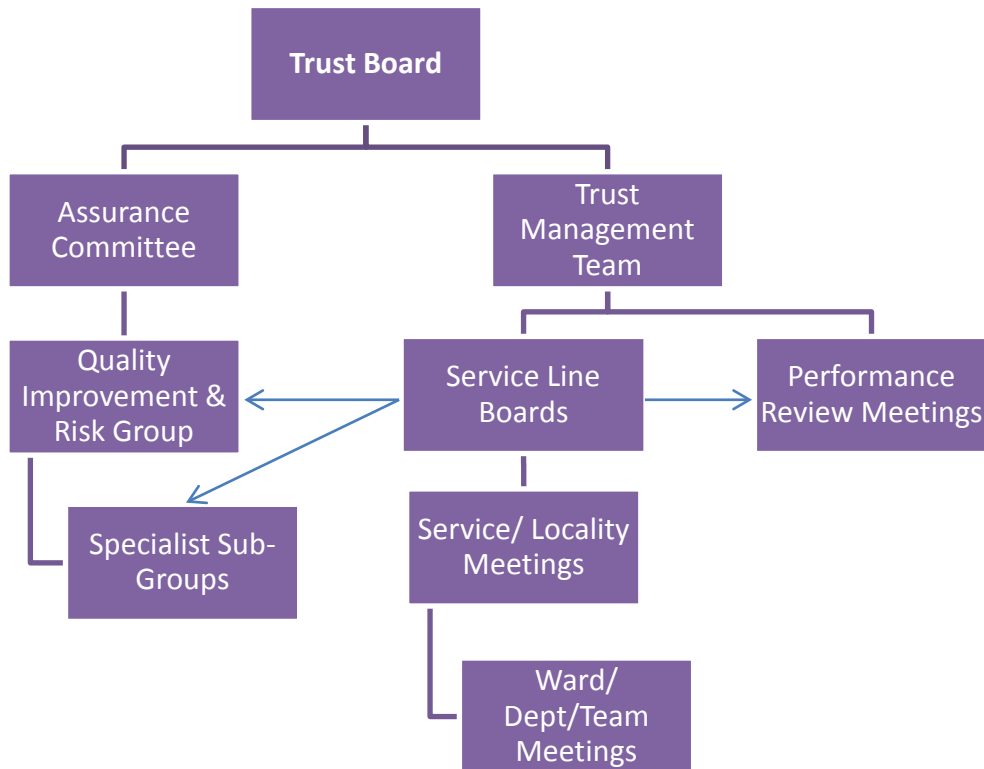 Trust Board
Assurance
Committee
Trust
Management
Team
Quality
Improvement &
Risk Group
Service Line
Boards
Performance
Review Meetings
Specialist Sub-
Groups
Service/ Locality
Meetings
Ward/
Dept/Team
Meetings